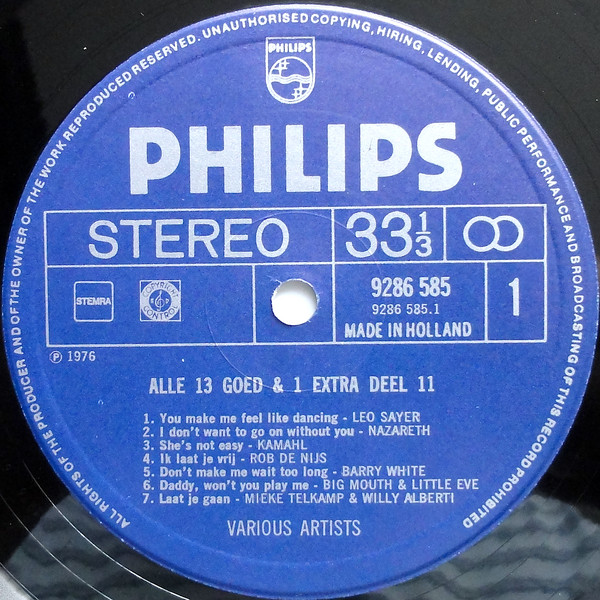 ALL RIGHTS OF THE PRODUCER AND OF THE OWNER OF THE WORK REPRODUCED RESERVED. UNAUTHORISED COPYING, HIRING, LENDING, PUBLIC PERFORMANCE AND BROADCASTING OF THIS RECORD PROHIBITED
PHILIPS
PHILIPS
STEREO 33 1/3
STEMRA COPYRIGHT CONTROL 9286 585 1
9286 585.1
MADE IN HOLLAND
Ⓟ 1976
ALLE 13 GOED & 1 EXTRA DEEL 11
1. You make me feel like dancing - LEO SAYER
2. I don't want to go on without you - NAZARETH
3. She's not easy - KAMAHL
4. Ik laat je vrij - ROB DE NIJS
5. Don't make me wait too long - BARRY WHITE
6. Daddy, won't you play me - BIG MOUTH & LITTLE EVE
7. Laat je gaan - MIEKE TELKAMP & WILLY ALBERTI
VARIOUS ARTISTS